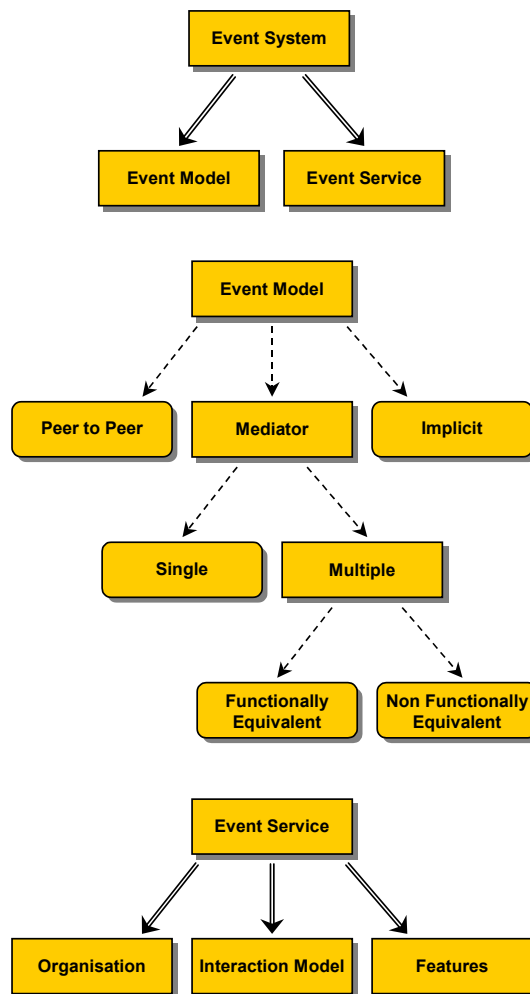 Event System
Event Model
Event Service
Event Model
Peer to Peer
Mediator
Implicit
Single
Multiple
Functionally
Equivalent
Non Functionally
Equivalent
Event Service
Organisation
Interaction Model
Features